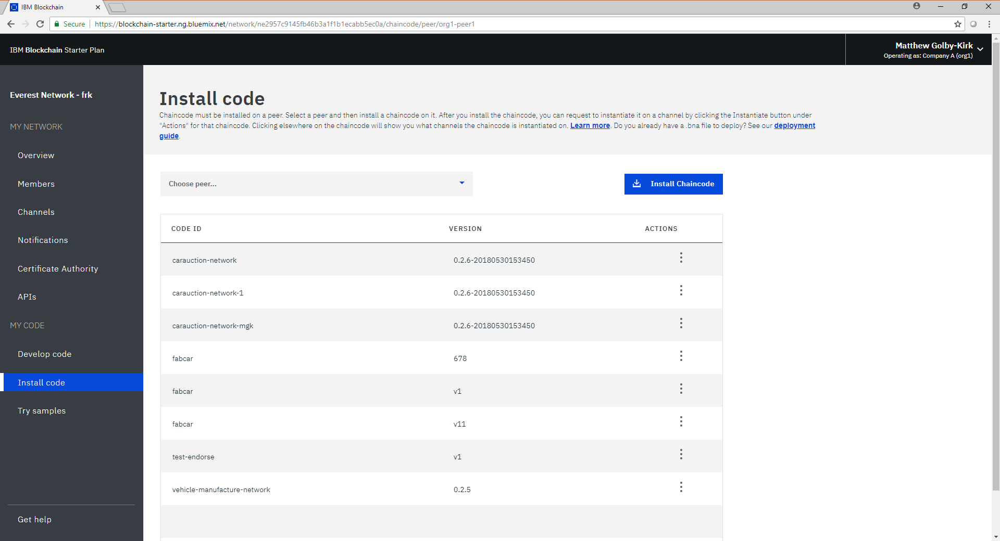 IBM Blockchain
Secure
https://blockchain-starter.ng.bluemix.net/network/ne2957c9145fb46b3a1f1b1ecabb5ec0a/chaincode/peer/org1-peer1
IBM Blockchain Starter Plan
Matthew Golby-Kirk
Operating as: Company A (org1)
Everest Network - frk
MY NETWORK
Overview
Members
Channels
Notifications
Certificate Authority
APIs
MY CODE
Develop code
Install code
Try samples
Get help
Install code
Chaincode must be installed on a peer. Select a peer and then install a chaincode on it. After you install the chaincode, you can request to instantiate it on a channel by clicking the Instantiate button under
"Actions" for that chaincode. Clicking elsewhere on the chaincode will show you what channels the chaincode is instantiated on. Learn more. Do you already have a .bna file to deploy? See our deployment
guide.
Choose peer...
Install Chaincode
CODE ID VERSION ACTIONS
carauction-network 0.2.6-20180530153450
carauction-network-1 0.2.6-20180530153450
carauction-network-mgk 0.2.6-20180530153450
fabcar 678
fabcar v1
fabcar v11
test-endorse v1
vehicle-manufacture-network 0.2.5